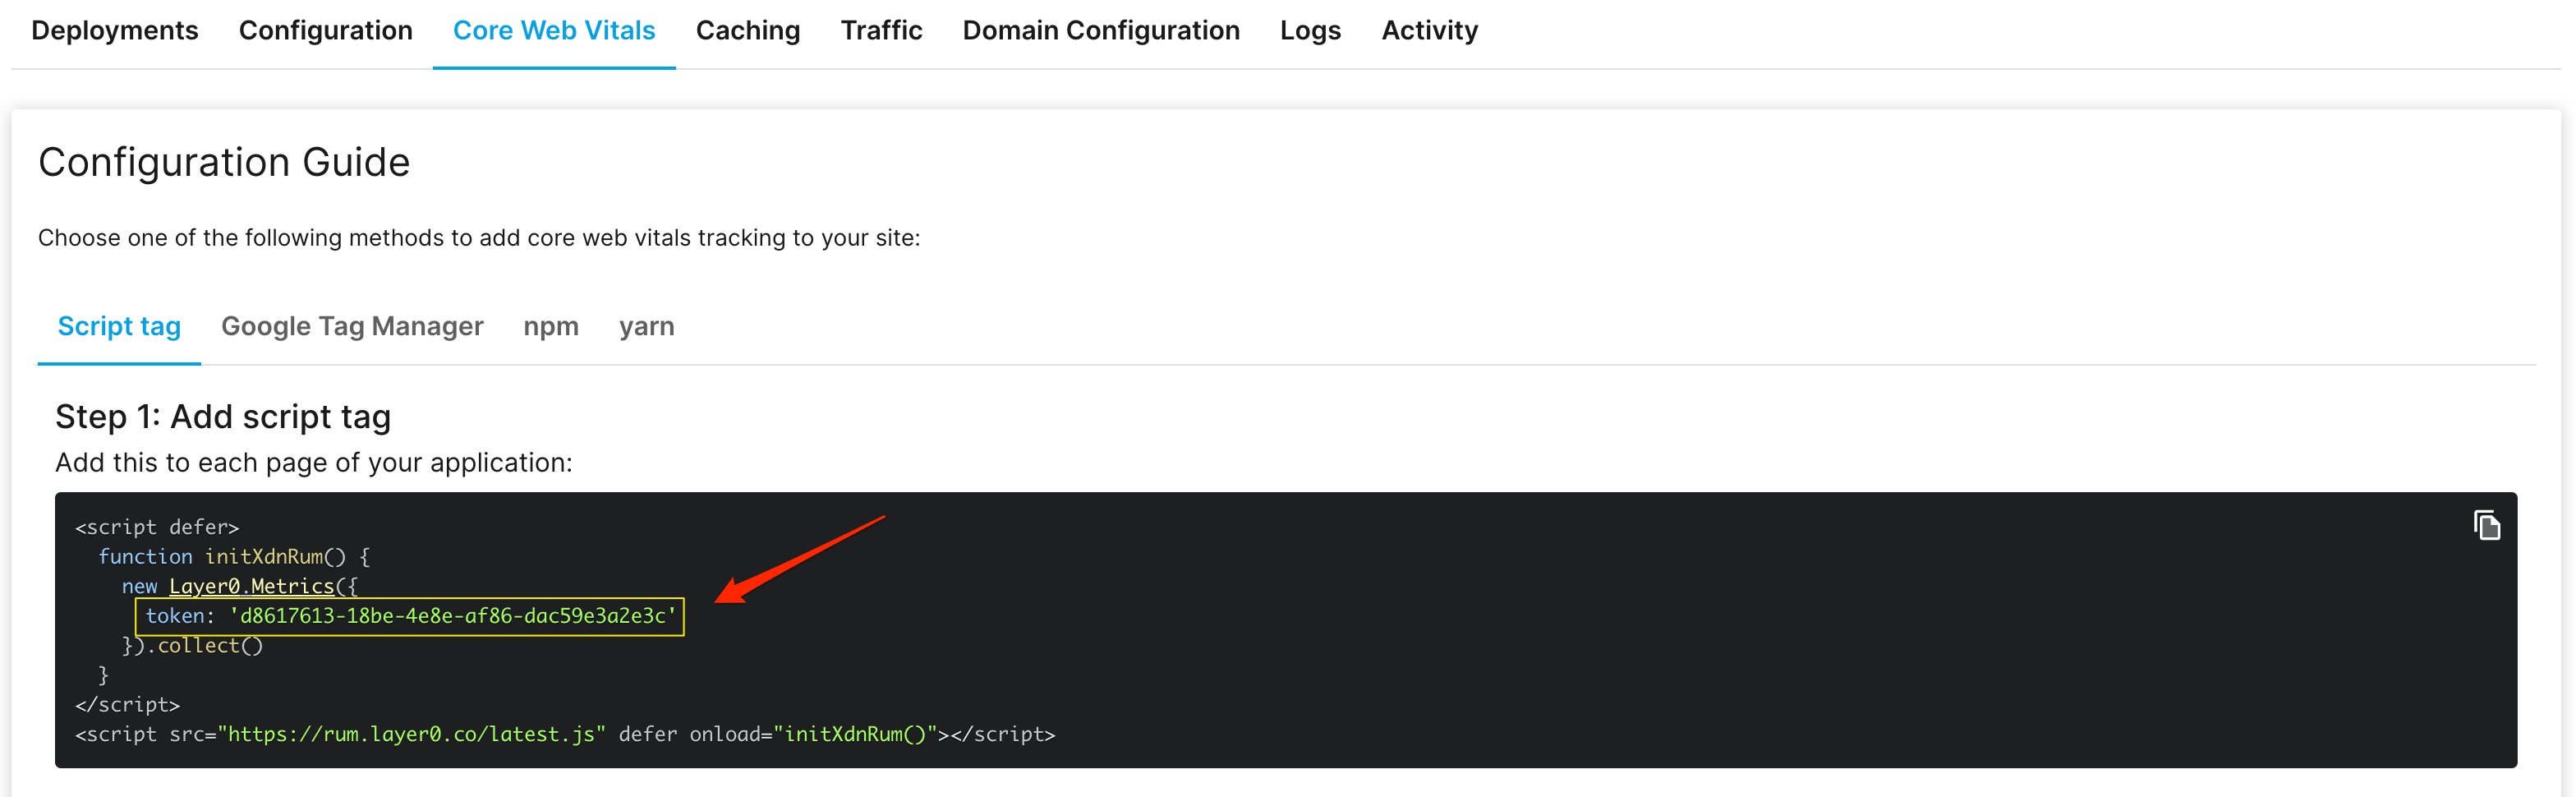 Deployments Configuration Core Web Vitals Caching Traffic Domain Configuration Logs Activity
Configuration Guide
Choose one of the following methods to add core web vitals tracking to your site:
Script tag Google Tag Manager npm yarn
Step 1: Add script tag
Add this to each page of your application:
<script defer>
  function initXdnRum() {
    new Layer0.Metrics({
      token: 'd8617613-18be-4e8e-af86-dac59e3a2e3c'
    }).collect()
  }
</script>
<script src="https://rum.layer0.co/latest.js" defer onload="initXdnRum()"></script>